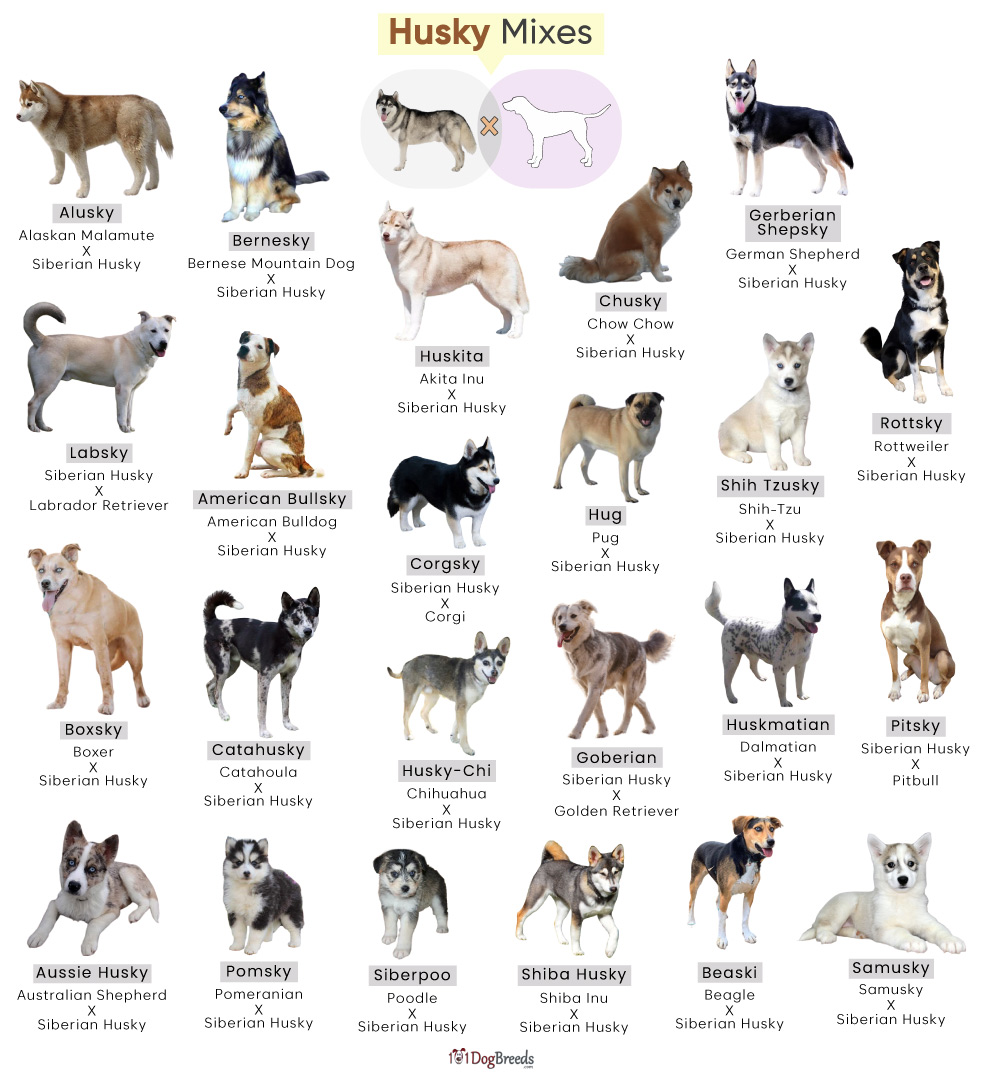 Husky Mixes
Alusky
Alaskan Malamute
X
Siberian Husky
Bernesky
Bernese Mountain Dog
X
Siberian Husky
Huskita
Akita Inu
X
Siberian Husky
Chusky
Chow Chow
X
Siberian Husky
Gerberian
Shepsky
German Shepherd
X
Siberian Husky
Labsky
Siberian Husky
X
Labrador Retriever
American Bullsky
American Bulldog
X
Siberian Husky
Corgsky
Siberian Husky
X
Corgi
Hug
Pug
X
Siberian Husky
Shih Tzusky
Shih-Tzu
X
Siberian Husky
Rottsky
Rottweiler
X
Siberian Husky
Boxsky
Boxer
X
Siberian Husky
Catahusky
Catahoula
X
Siberian Husky
Husky-Chi
Chihuahua
X
Siberian Husky
Goberian
Siberian Husky
X
Golden Retriever
Huskmatian
Dalmatian
X
Siberian Husky
Pitsky
Siberian Husky
X
Pitbull
Aussie Husky
Australian Shepherd
X
Siberian Husky
Pomsky
Pomeranian
X
Siberian Husky
Siberpoo
Poodle
X
Siberian Husky
Shiba Husky
Shiba Inu
X
Siberian Husky
Beaski
Beagle
X
Siberian Husky
Samusky
Samusky
X
Siberian Husky
101DogBreeds
.com